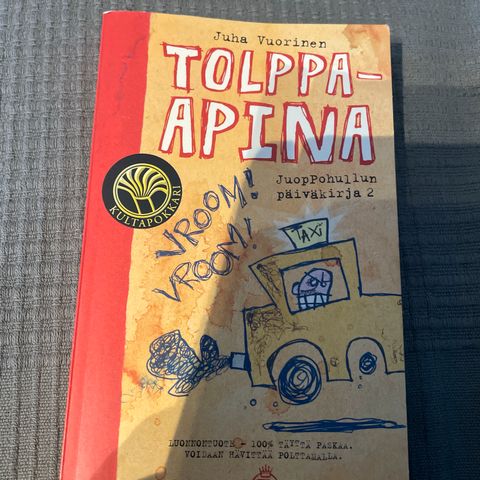 Juha Vuorinen
TOLPPA-
APINA
JuopPohullun
päiväkirja 2
KULTAPOKKARI
VROOM!
VROOM!
TAXi
LUONNONTUOTE - 100% TÄYTTÄ PASKAA.
VOIDAAN HÄVITTÄÄ POLTTAMALLA.